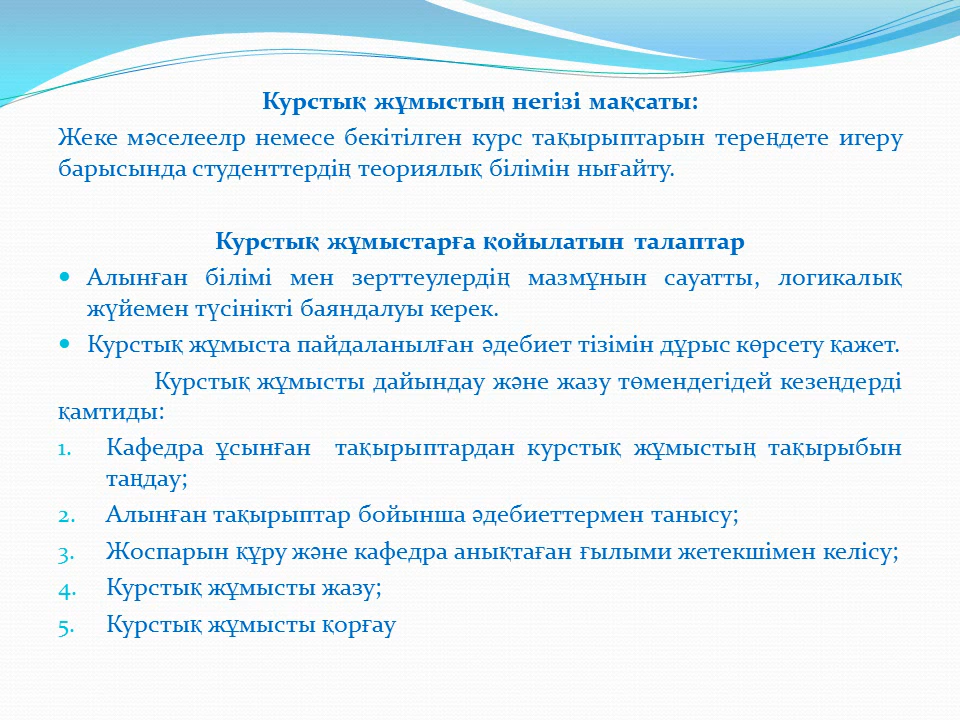 Курстық жұмыстың негізі мақсаты:
Жеке мәселеелр немесе бекітілген курс тақырыптарын тереңдете игеру
барысында студенттердің теориялық білімін нығайту.
Курстық жұмыстарға қойылатын талаптар
• Алынған білімі мен зерттеулердің мазмұнын сауатты, логикалық
жүйемен түсінікті баяндалуы керек.
• Курстық жұмыста пайдаланылған әдебиет тізімін дұрыс көрсету қажет.
Курстық жұмысты дайындау және жазу төмендегідей кезеңдерді
қамтиды:
1. Кафедра ұсынған тақырыптардан курстық жұмыстың тақырыбын
таңдау;
2. Алынған тақырыптар бойынша әдебиеттермен танысу;
3. Жоспарын құру және кафедра анықтаған ғылыми жетекшімен келісу;
4. Курстық жұмысты жазу;
5. Курстық жұмысты қорғау